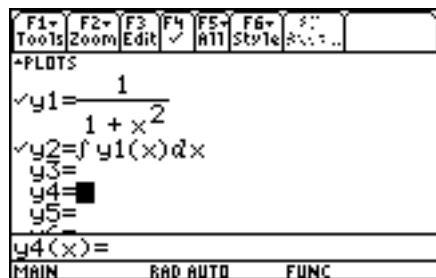 F1▾ F2▾ F3 F4 F5▾ F6▾
Tools Zoom Edit ✓ All Style
▴PLOTS
✓y1=1/(1 + x^2)
✓y2=∫y1(x)dx
y3=
y4=
y5=
y4(x)=
MAIN RAD AUTO FUNC